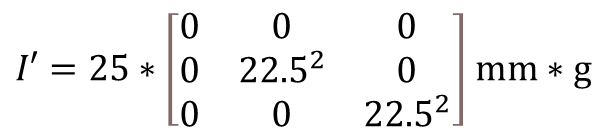 0 0 0
I′ = 25 * [0 22.5² 0] mm * g
0 0 22.5²